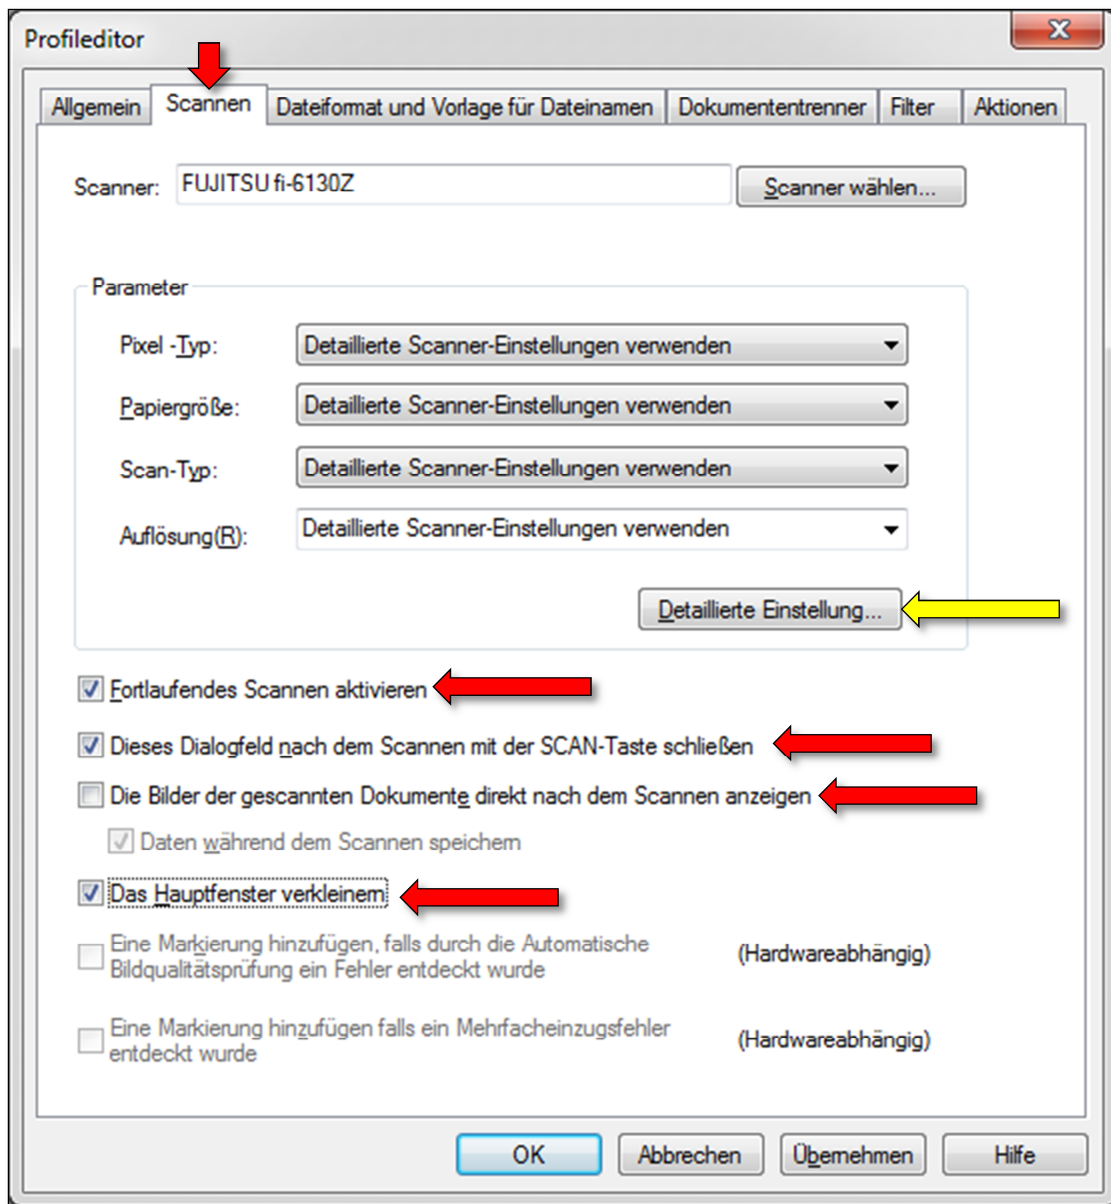 Profileditor
Allgemein Scannen Dateiformat und Vorlage für Dateinamen Dokumententrenner Filter Aktionen
Scanner: FUJITSU fi-6130Z Scanner wählen...
Parameter
Pixel -Typ: Detaillierte Scanner-Einstellungen verwenden
Papiergröße: Detaillierte Scanner-Einstellungen verwenden
Scan-Typ: Detaillierte Scanner-Einstellungen verwenden
Auflösung(R): Detaillierte Scanner-Einstellungen verwenden
Detaillierte Einstellung...
Fortlaufendes Scannen aktivieren
Dieses Dialogfeld nach dem Scannen mit der SCAN-Taste schließen
Die Bilder der gescannten Dokumente direkt nach dem Scannen anzeigen
Daten während dem Scannen speichern
Das Hauptfenster verkleinern
Eine Markierung hinzufügen, falls durch die Automatische
Bildqualitätsprüfung ein Fehler entdeckt wurde (Hardwareabhängig)
Eine Markierung hinzufügen falls ein Mehrfacheinzugsfehler
entdeckt wurde (Hardwareabhängig)
OK Abbrechen Übernehmen Hilfe